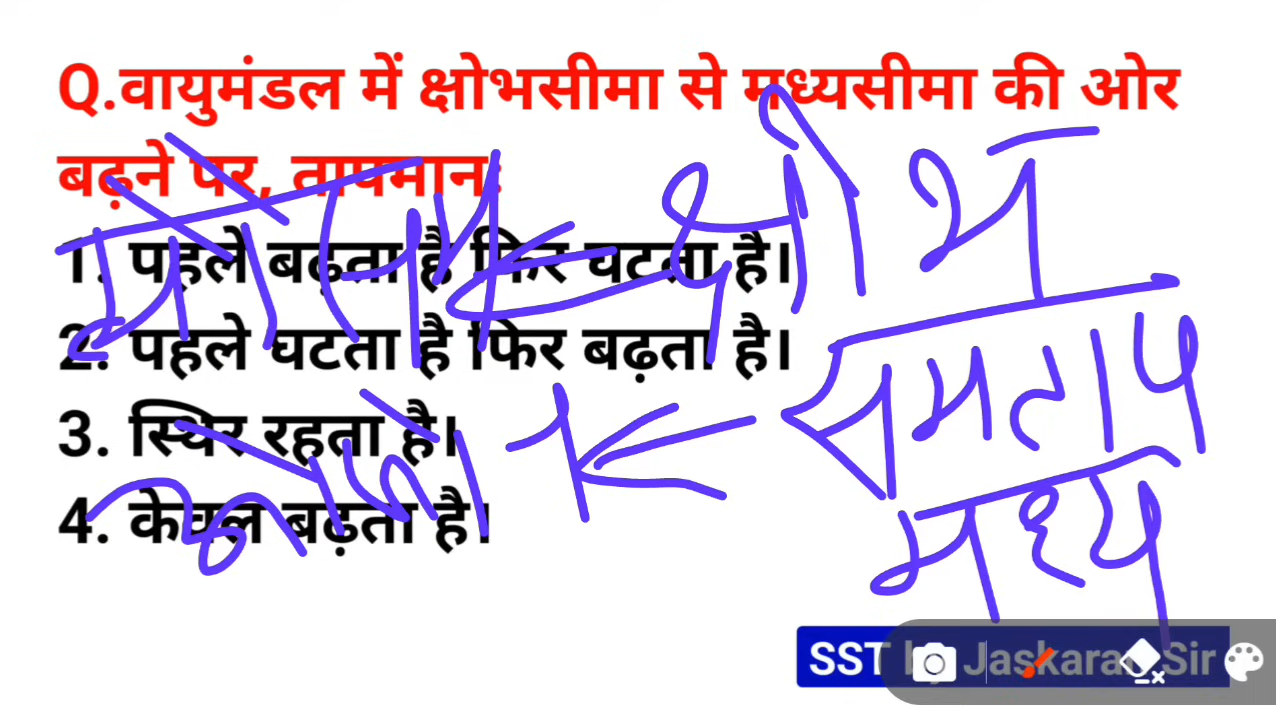 Q.वायुमंडल में क्षोभसीमा से मध्यसीमा की ओर
बढ़ने पर, तापमानः
1. पहले बढ़ता है फिर घटता है।
2. पहले घटता है फिर बढ़ता है।
3. स्थिर रहता है।
4. केवल बढ़ता है।
क्षोभ
समताप
मध्य
SST by Jaskaran Sir